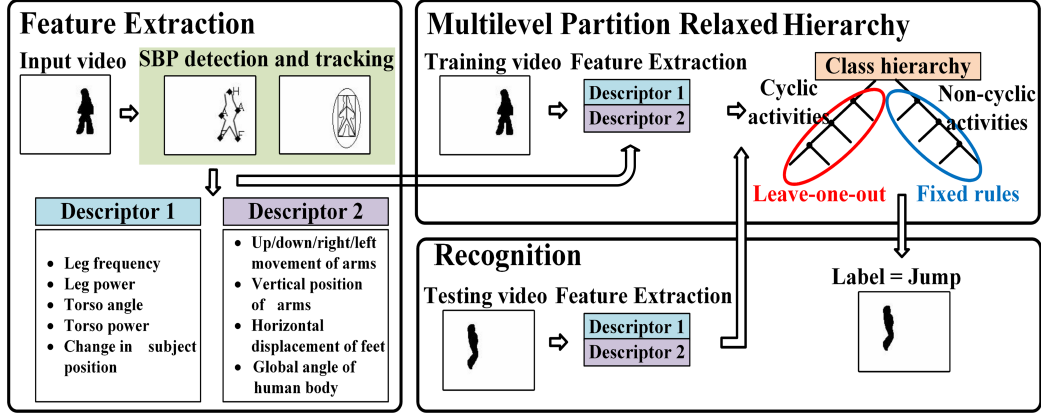 Feature Extraction
Input video
SBP detection and tracking
H
A
F
Descriptor 1
Leg frequency
Leg power
Torso angle
Torso power
Change in subject
position
Descriptor 2
Up/down/right/left
movement of arms
Vertical position
of arms
Horizontal
displacement of feet
Global angle of
human body
Multilevel Partition Relaxed Hierarchy
Training video
Feature Extraction
Descriptor 1
Descriptor 2
Class hierarchy
Cyclic
activities
Non-cyclic
activities
Leave-one-out
Fixed rules
Recognition
Testing video
Feature Extraction
Descriptor 1
Descriptor 2
Label = Jump